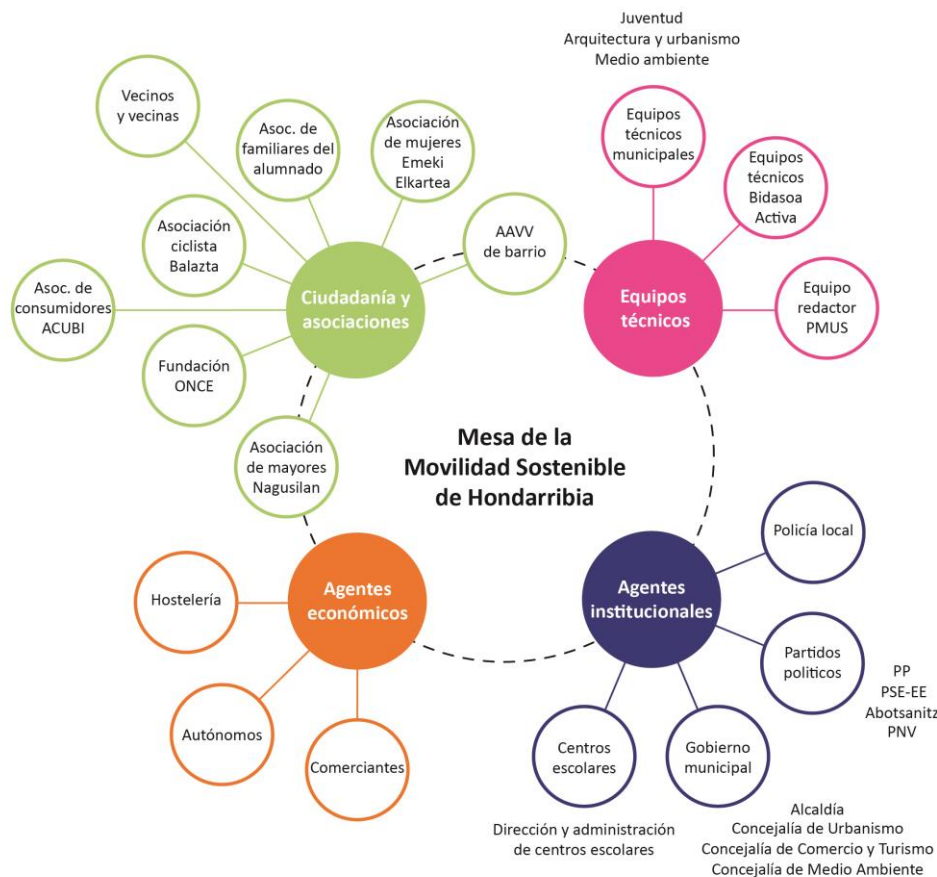 Juventud
Arquitectura y urbanismo
Medio ambiente
Vecinos
y vecinas
Asoc. de
familiares del
alumnado
Asociación
de mujeres
Emeki
Elkartea
Equipos
técnicos
municipales
Equipos
técnicos
Bidasoa
Activa
Asociación
ciclista
Balazta
AAVV
de barrio
Asoc. de
consumidores
ACUBI
Ciudadanía y
asociaciones
Equipos
técnicos
Equipo
redactor
PMUS
Fundación
ONCE
Asociación
de mayores
Nagusilan
Mesa de la
Movilidad Sostenible
de Hondarribia
Policía local
Agentes
económicos
Agentes
institucionales
Hostelería
Partidos
politicos
PP
PSE-EE
Abotsanitz
PNV
Autónomos
Comerciantes
Centros
escolares
Gobierno
municipal
Dirección y administración
de centros escolares
Alcaldía
Concejalía de Urbanismo
Concejalía de Comercio y Turismo
Concejalía de Medio Ambiente